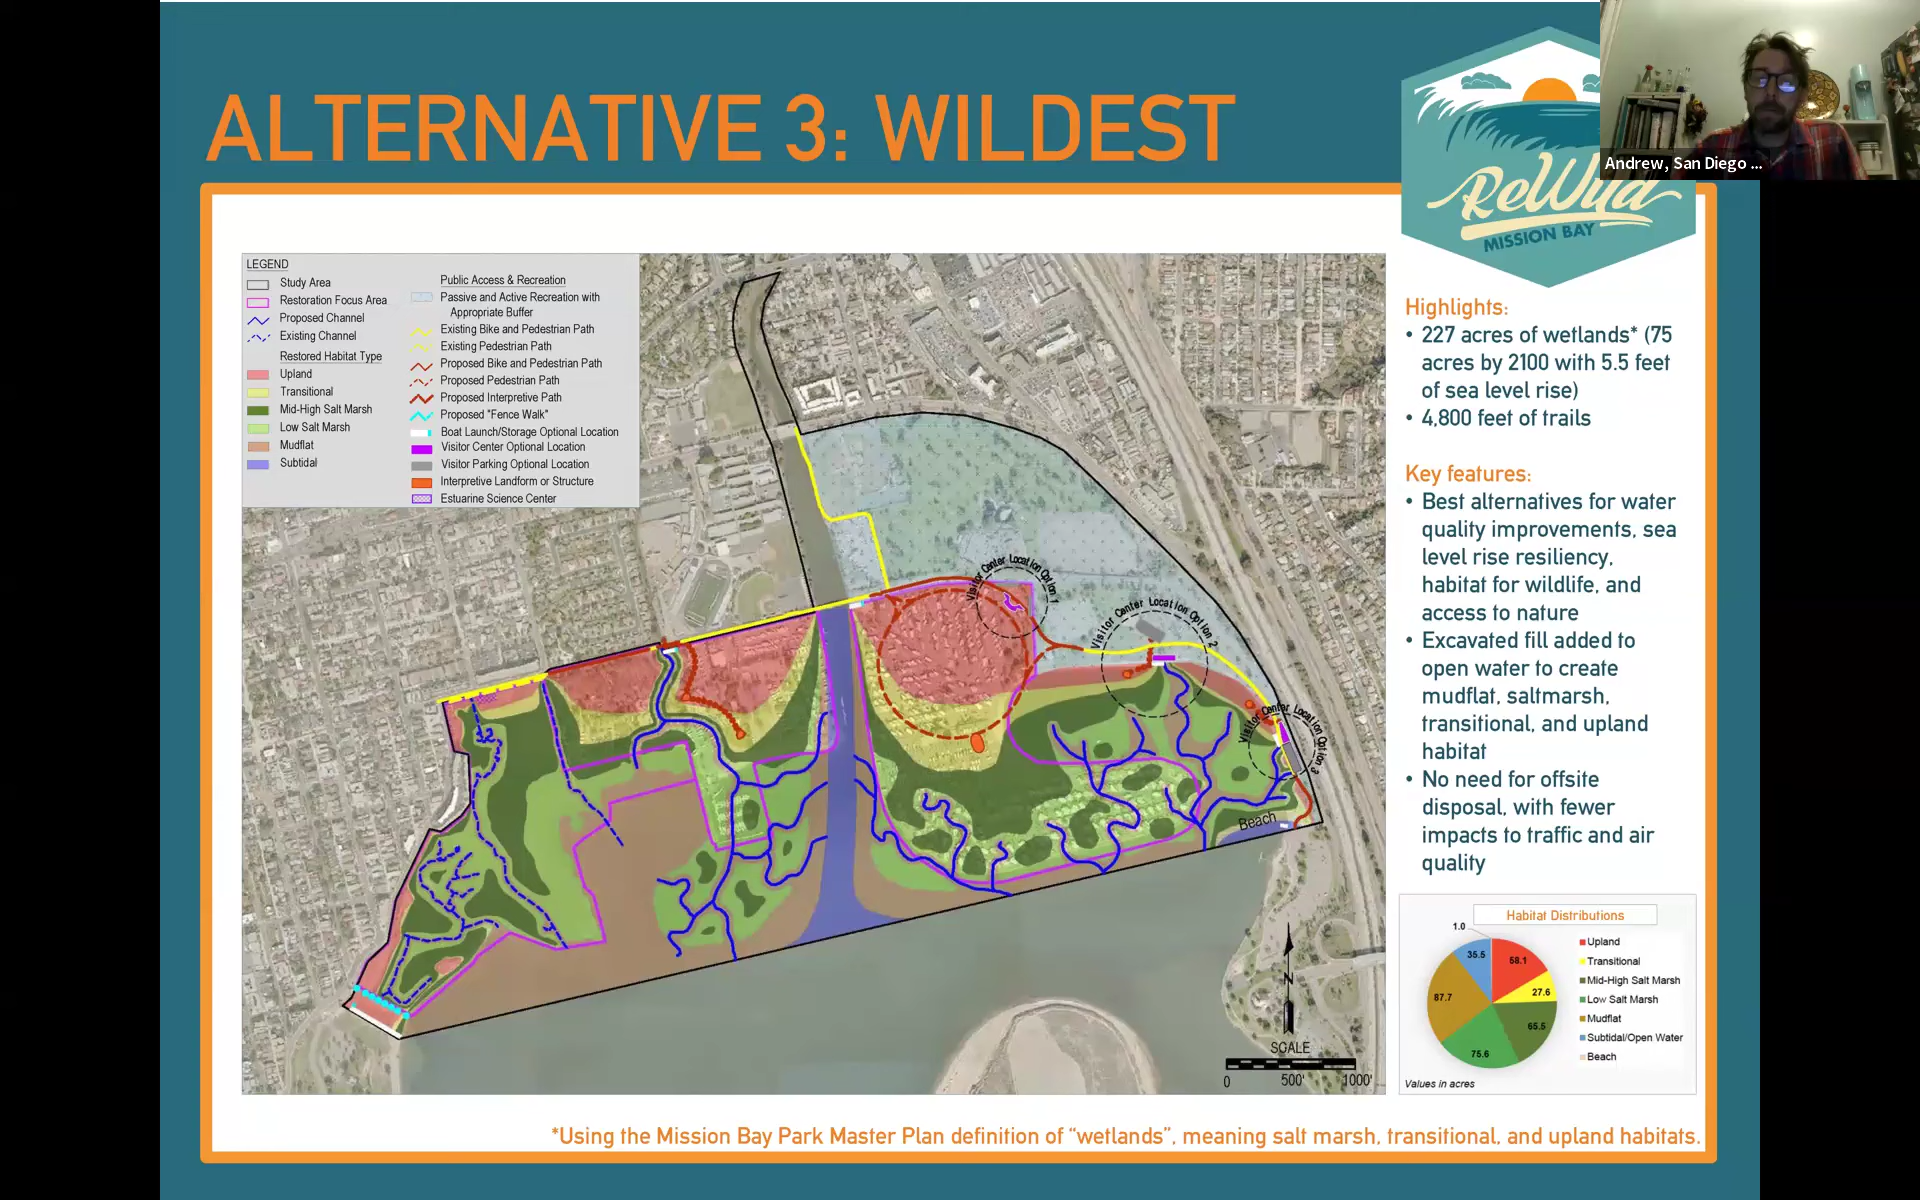 ALTERNATIVE 3: WILDEST
ReWild
MISSION BAY
Andrew, San Diego ...
LEGEND
Study Area
Restoration Focus Area
Proposed Channel
Existing Channel
Restored Habitat Type
Upland
Transitional
Mid-High Salt Marsh
Low Salt Marsh
Mudflat
Subtidal
Public Access & Recreation
Passive and Active Recreation with
Appropriate Buffer
Existing Bike and Pedestrian Path
Existing Pedestrian Path
Proposed Bike and Pedestrian Path
Proposed Pedestrian Path
Proposed Interpretive Path
Proposed "Fence Walk"
Boat Launch/Storage Optional Location
Visitor Center Optional Location
Visitor Parking Optional Location
Interpretive Landform or Structure
Estuarine Science Center
Visitor Center Location Option 1
Visitor Center Location Option 2
Visitor Center Location Option 3
Beach
N
SCALE
0 500' 1000'
Highlights:
• 227 acres of wetlands* (75
acres by 2100 with 5.5 feet
of sea level rise)
• 4,800 feet of trails
Key features:
• Best alternatives for water
quality improvements, sea
level rise resiliency,
habitat for wildlife, and
access to nature
• Excavated fill added to
open water to create
mudflat, saltmarsh,
transitional, and upland
habitat
• No need for offsite
disposal, with fewer
impacts to traffic and air
quality
Habitat Distributions
1.0
35.5
58.1
87.7
27.6
65.5
75.6
Upland
Transitional
Mid-High Salt Marsh
Low Salt Marsh
Mudflat
Subtidal/Open Water
Beach
Values in acres
*Using the Mission Bay Park Master Plan definition of "wetlands", meaning salt marsh, transitional, and upland habitats.